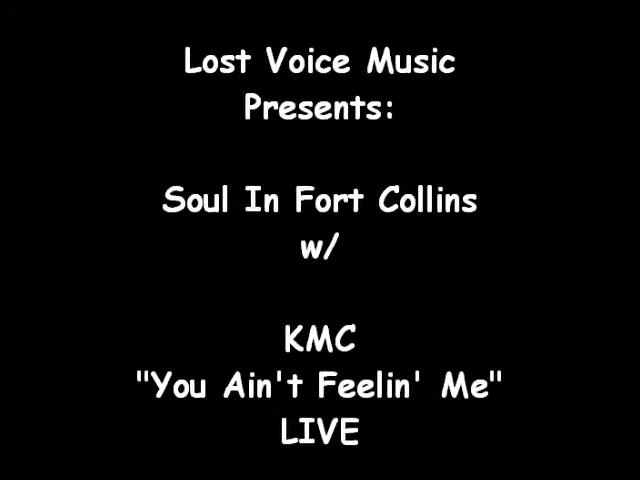 Lost Voice Music
Presents:
Soul In Fort Collins
w/
KMC
"You Ain't Feelin' Me"
LIVE